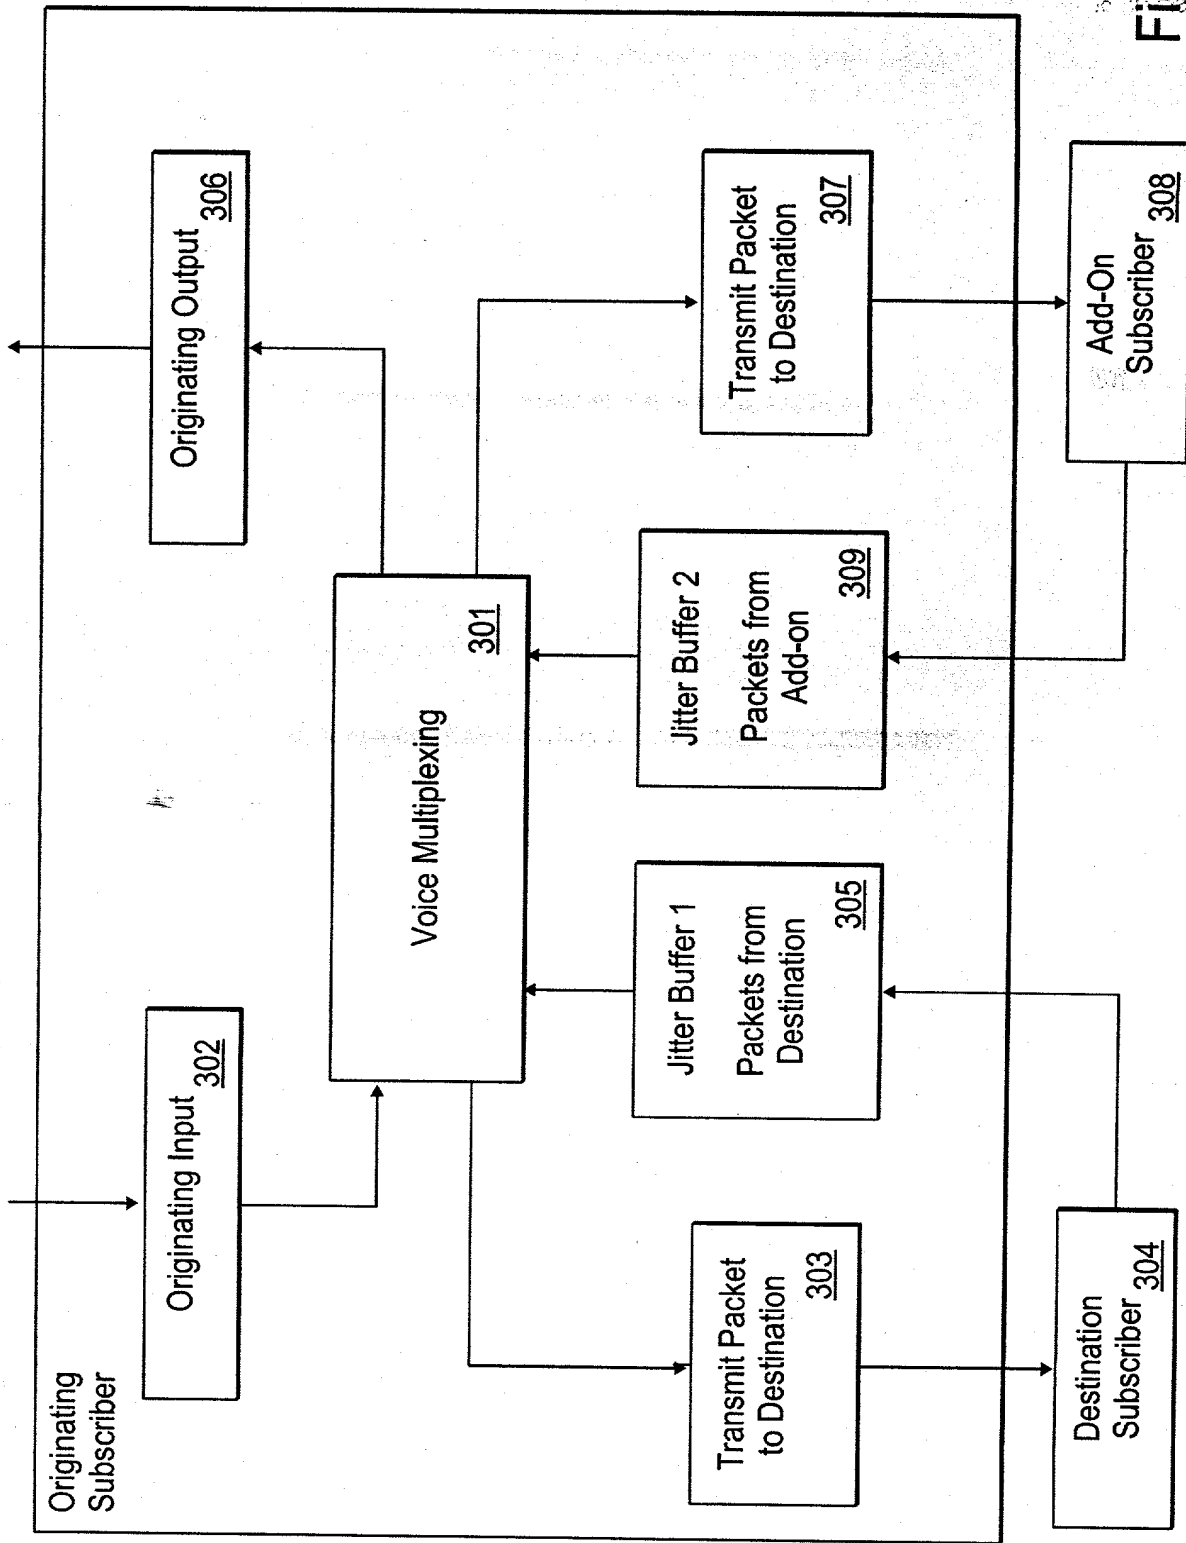 Originating
Subscriber
Originating Input
302
Originating Output
306
Voice Multiplexing
301
Transmit Packet
to Destination
303
Jitter Buffer 1
Packets from
Destination
305
Jitter Buffer 2
Packets from
Add-on
309
Transmit Packet
to Destination
307
Destination
Subscriber
304
Add-On
Subscriber
308
Fi